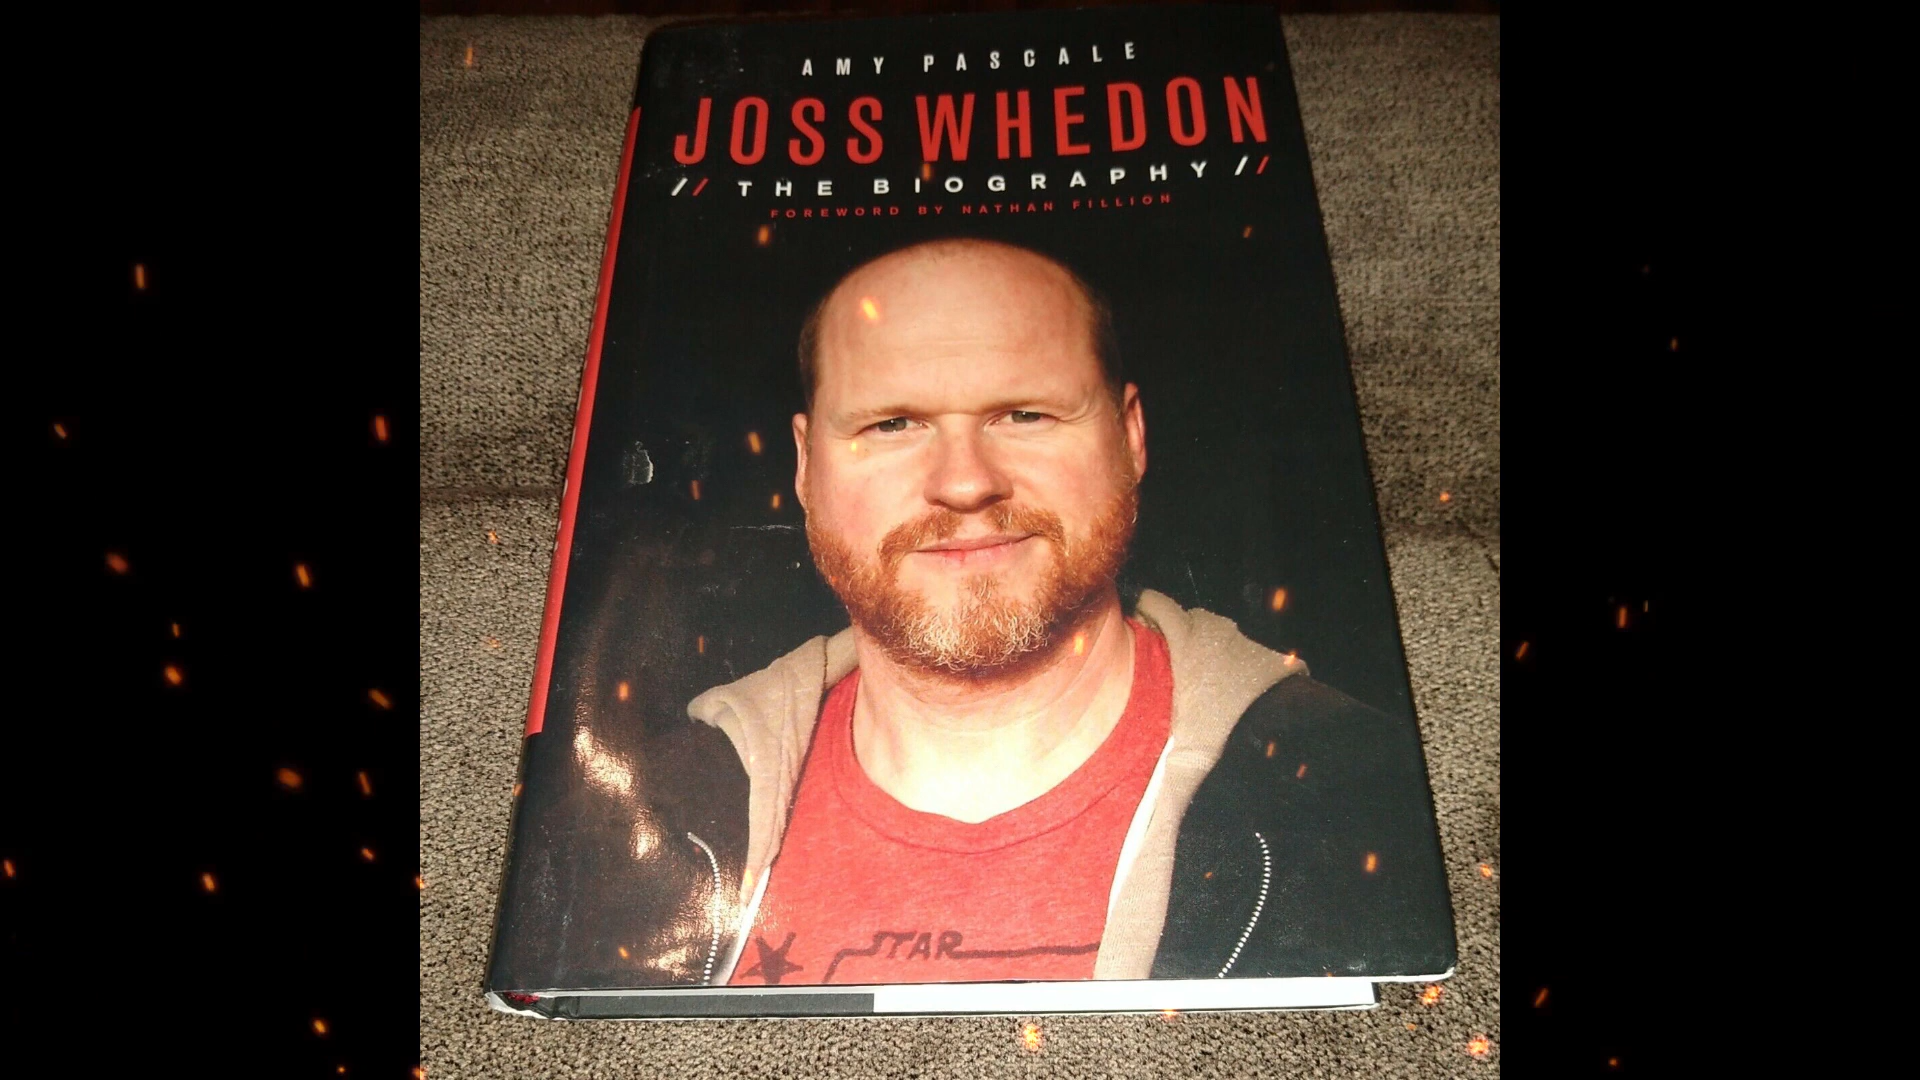 AMY PASCALE
JOSS WHEDON
// THE BIOGRAPHY //
FOREWORD BY NATHAN FILLION
STAR